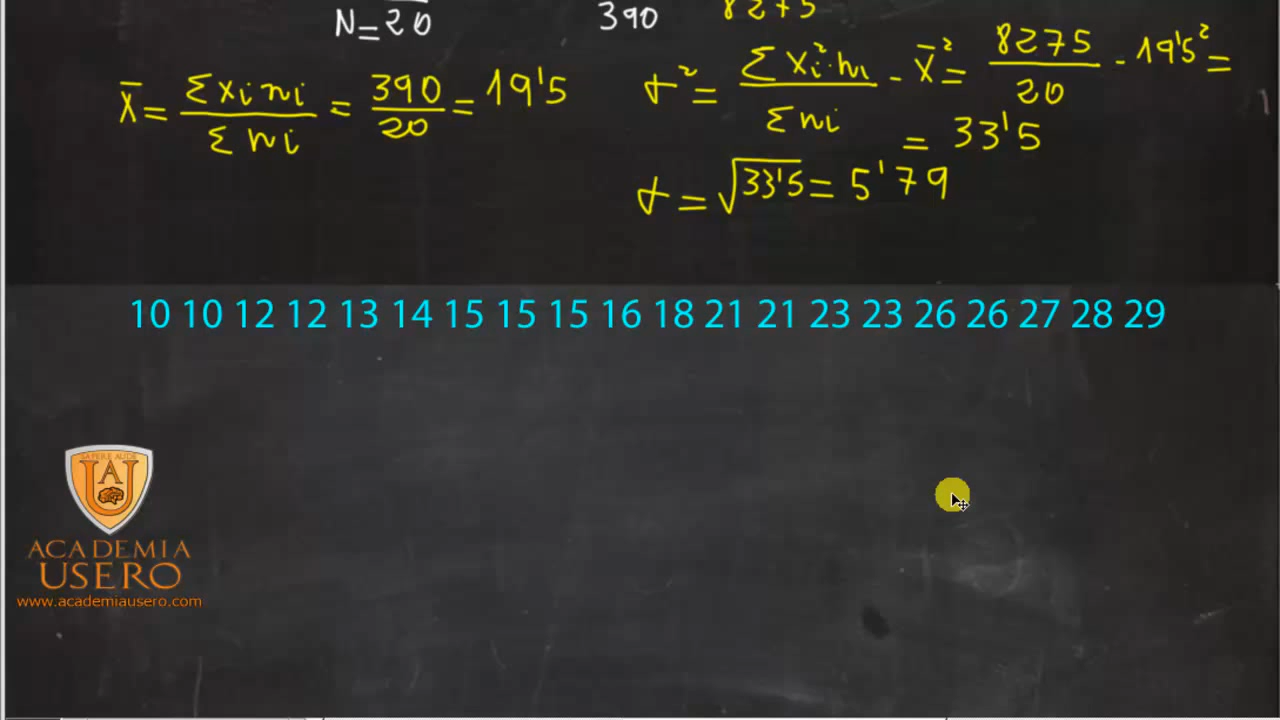 N=20 390 8275
x̄ = Σxini / Σni = 390 / 20 = 19'5
σ² = Σxi²·ni / Σni - x̄² = 8275 / 20 - 19'5² =
= 33'5
σ = √33'5 = 5'79
10 10 12 12 13 14 15 15 15 16 18 21 21 23 23 26 26 27 28 29
SAPERE AUDE
UA
ACADEMIA
USERO
www.academiausero.com